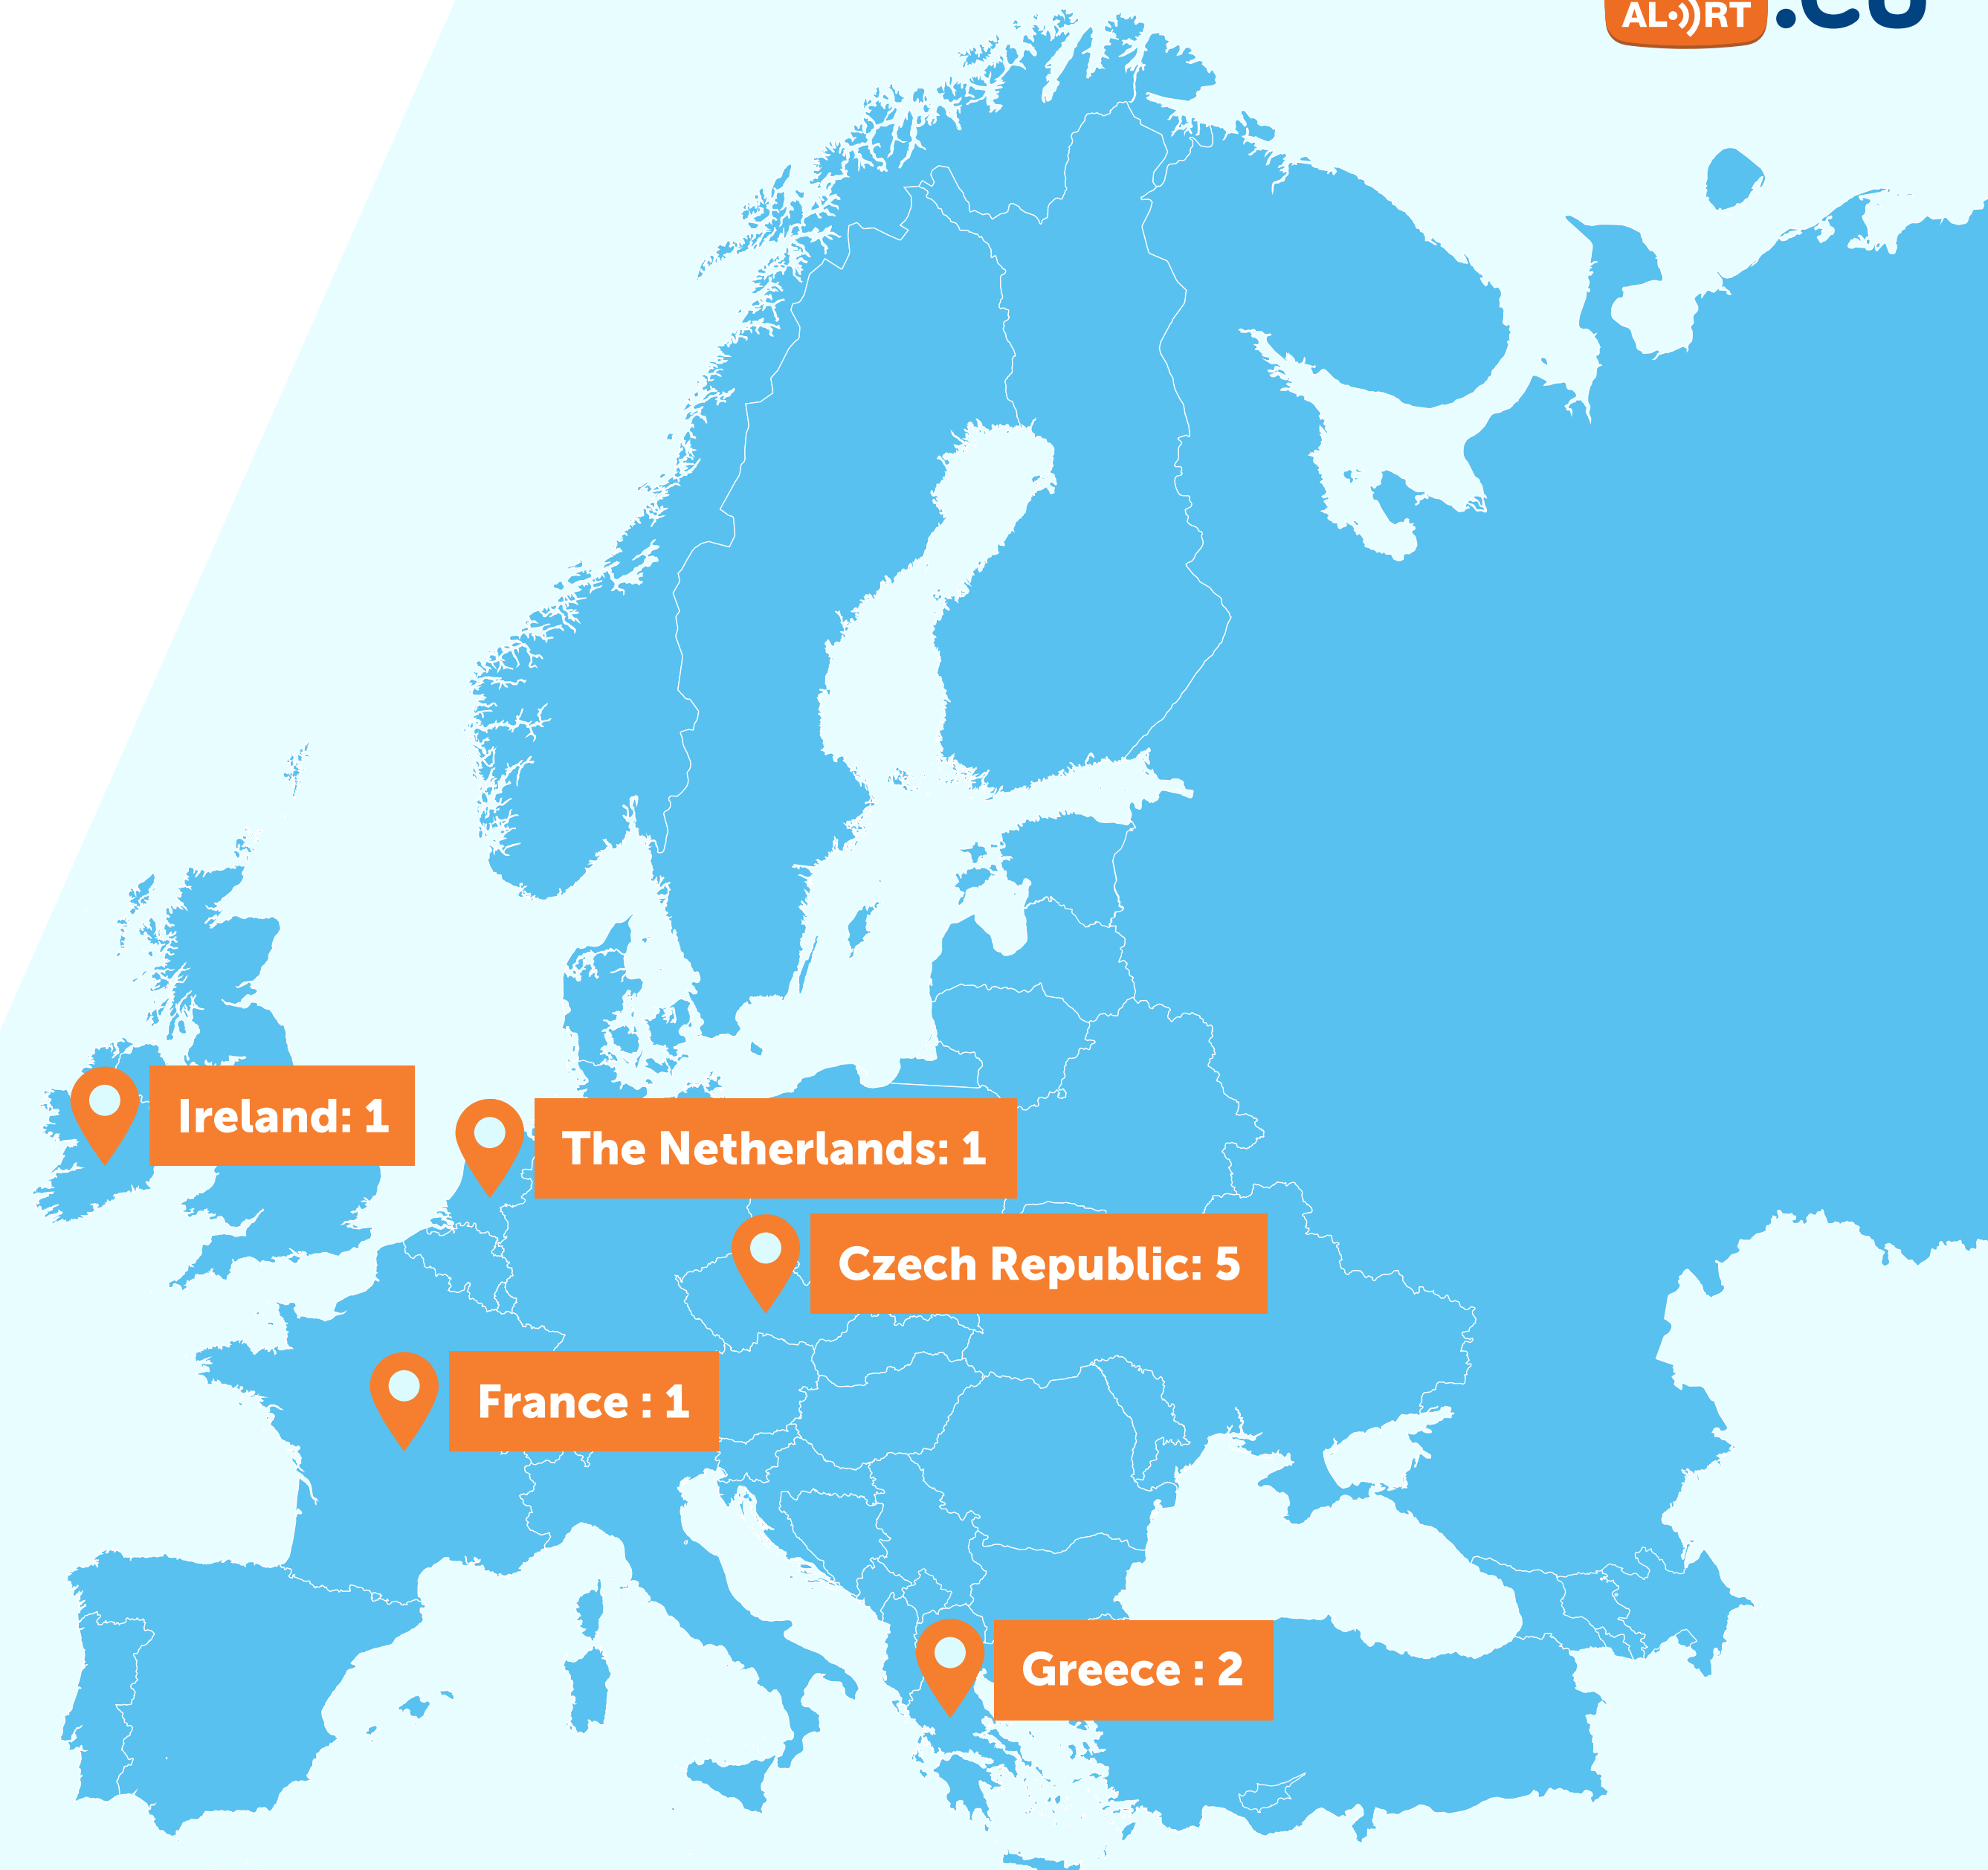 AL RT .eu
Ireland: 1
The Netherlands: 1
Czech Republic: 5
France : 1
Greece : 2